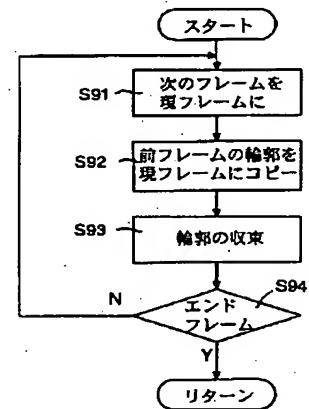 スタート
S91
次のフレームを
現フレームに
S92
前フレームの輪郭を
現フレームにコピー
S93
輪郭の収束
N
S94
エンド
フレーム
Y
リターン